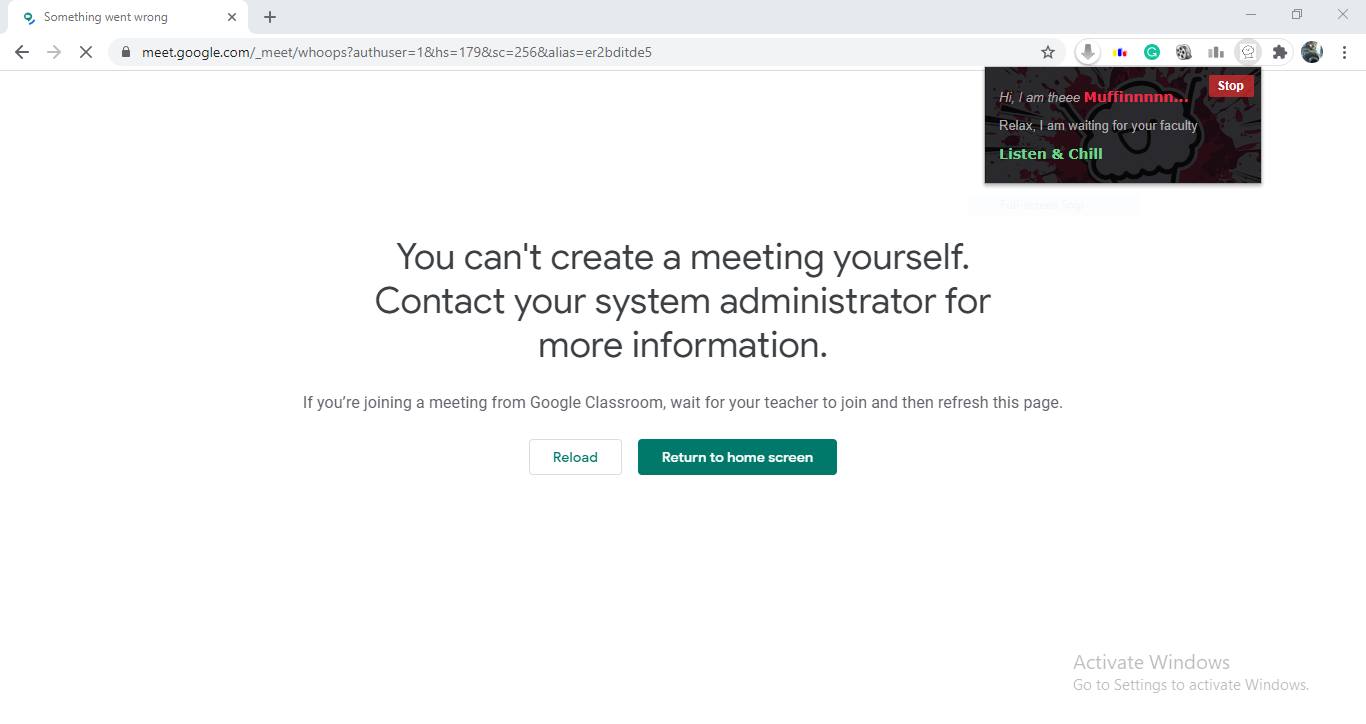 Something went wrong
meet.google.com/_meet/whoops?authuser=1&hs=179&sc=256&alias=er2bditde5
Stop
Hi, I am theee Muffinnnnn...
Relax, I am waiting for your faculty
Listen & Chill
You can't create a meeting yourself.
Contact your system administrator for
more information.
If you’re joining a meeting from Google Classroom, wait for your teacher to join and then refresh this page.
Reload
Return to home screen
Activate Windows
Go to Settings to activate Windows.